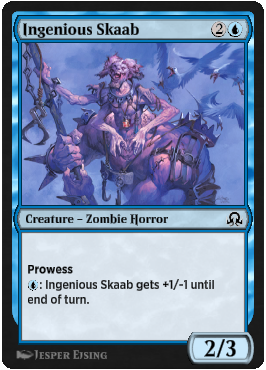 Ingenious Skaab 2
Creature – Zombie Horror
Prowess
: Ingenious Skaab gets +1/-1 until
end of turn.
Jesper Ejsing
2/3